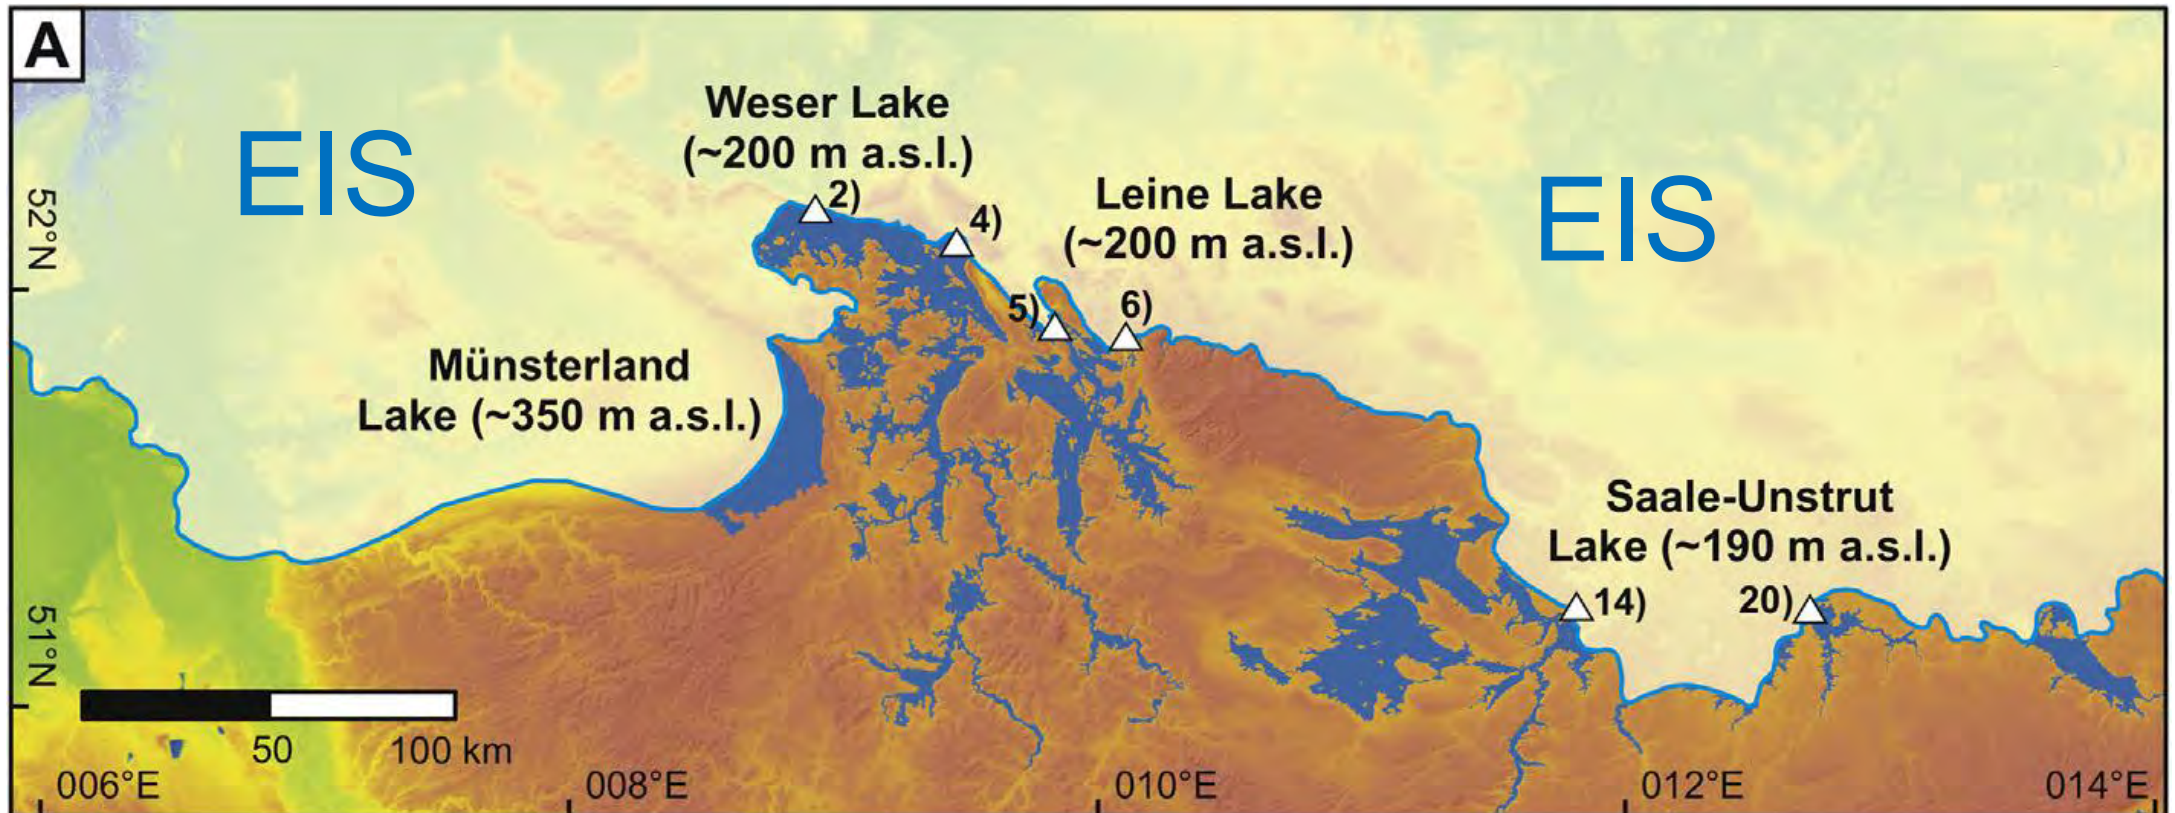 A
Weser Lake
(~200 m a.s.l.)
EIS
2)
4)
Leine Lake
(~200 m a.s.l.)
EIS
52°N
5)
6)
Münsterland
Lake (~350 m a.s.l.)
Saale-Unstrut
Lake (~190 m a.s.l.)
14)
20)
51°N
50
100 km
006°E
008°E
010°E
012°E
014°E